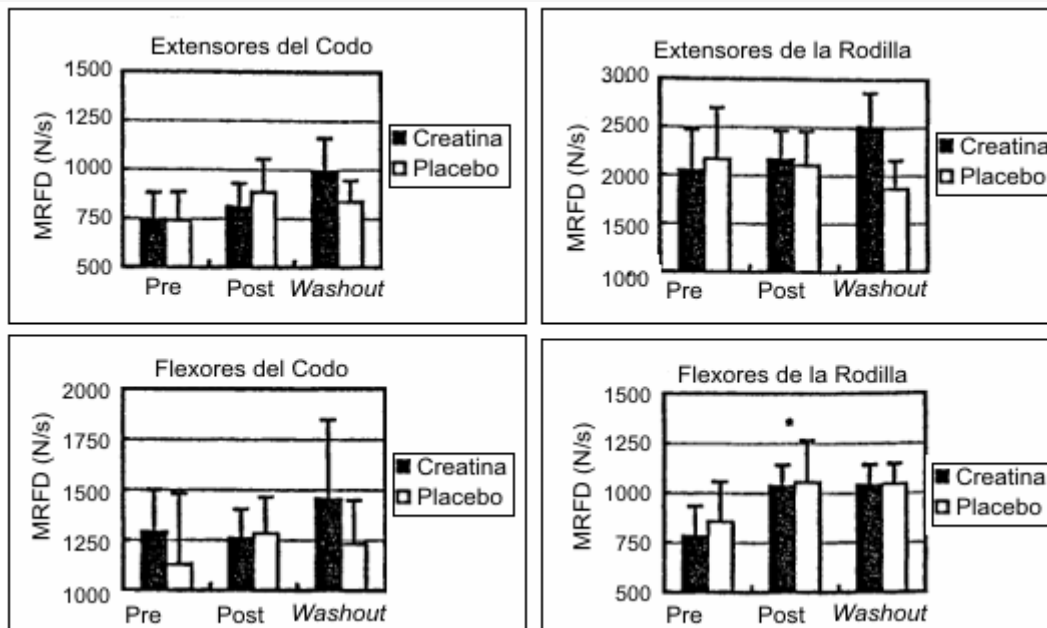 Extensores del Codo
MRFD (N/s)
1500
1250
1000
750
500
Pre Post Washout
Creatina
Placebo
Extensores de la Rodilla
MRFD (N/s)
3000
2500
2000
1500
1000
Pre Post Washout
Creatina
Placebo
Flexores del Codo
MRFD (N/s)
2000
1750
1500
1250
1000
Pre Post Washout
Creatina
Placebo
Flexores de la Rodilla
MRFD (N/s)
1500
1250
1000
750
500
*
Pre Post Washout
Creatina
Placebo